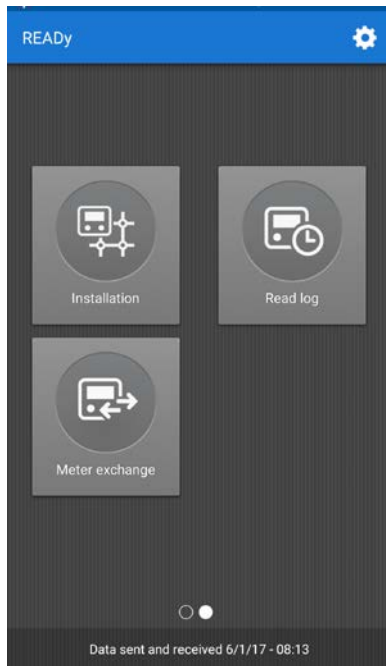 READy
Installation
Read log
Meter exchange
Data sent and received 6/1/17 - 08:13